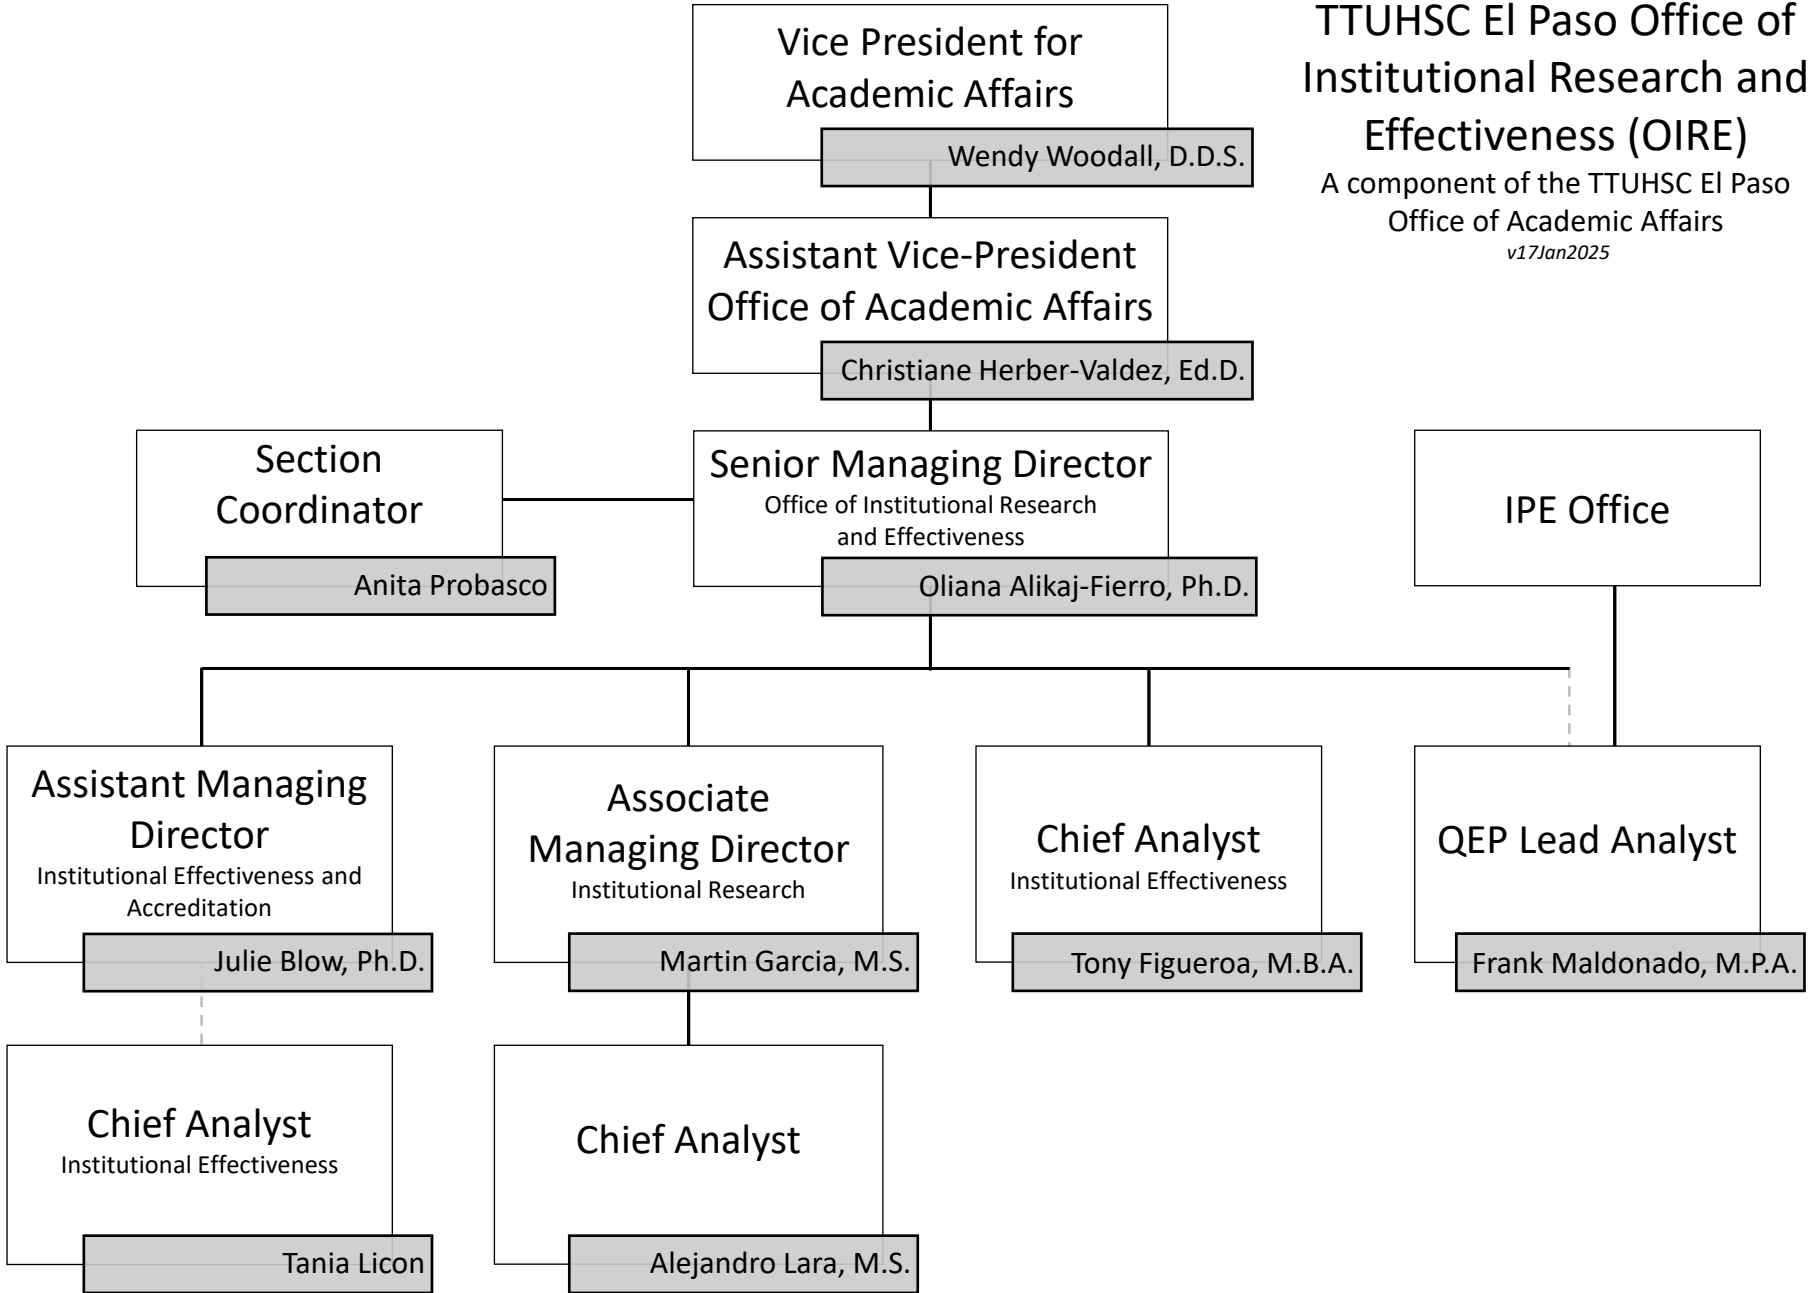 TTUHSC El Paso Office of
Institutional Research and
Effectiveness (OIRE)
A component of the TTUHSC El Paso
Office of Academic Affairs
v17Jan2025
Vice President for
Academic Affairs
Wendy Woodall, D.D.S.
Assistant Vice-President
Office of Academic Affairs
Christiane Herber-Valdez, Ed.D.
Section
Coordinator
Anita Probasco
Senior Managing Director
Office of Institutional Research
and Effectiveness
Oliana Alikaj-Fierro, Ph.D.
IPE Office
Assistant Managing
Director
Institutional Effectiveness and
Accreditation
Julie Blow, Ph.D.
Associate
Managing Director
Institutional Research
Martin Garcia, M.S.
Chief Analyst
Institutional Effectiveness
Tony Figueroa, M.B.A.
QEP Lead Analyst
Frank Maldonado, M.P.A.
Chief Analyst
Institutional Effectiveness
Tania Licon
Chief Analyst
Alejandro Lara, M.S.